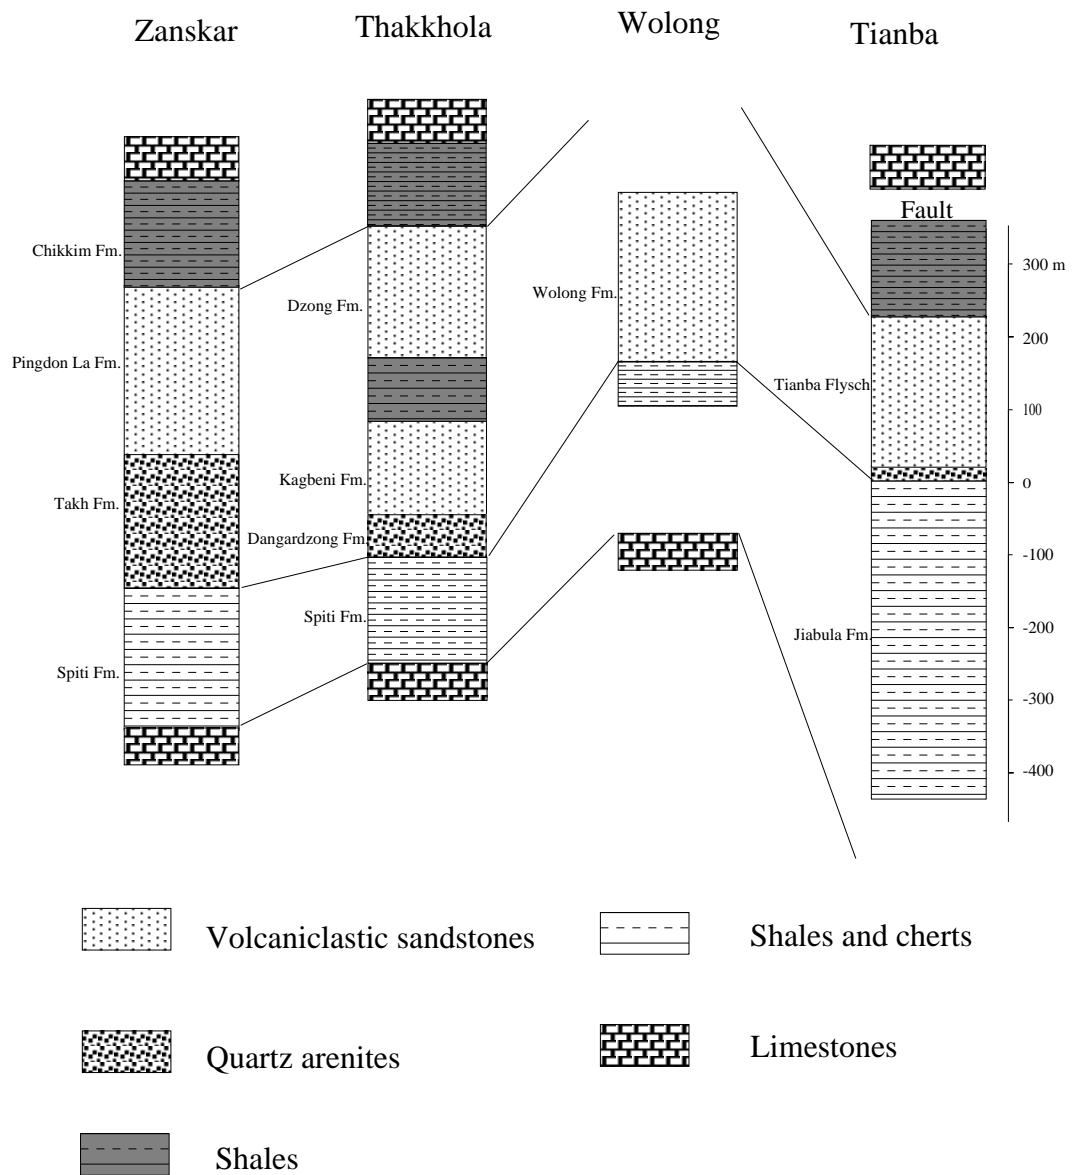 Zanskar
Thakkhola
Wolong
Tianba
Fault
Chikkim Fm.
300 m
Wolong Fm.
Dzong Fm.
200
Pingdon La Fm.
Tianba Flysch
100
Kagbeni Fm.
0
Takh Fm.
Dangardzong Fm.
-100
Spiti Fm.
-200
Jiabula Fm.
Spiti Fm.
-300
-400
Volcaniclastic sandstones
Shales and cherts
Quartz arenites
Limestones
Shales